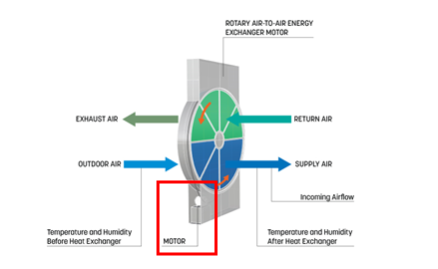 ROTARY AIR-TO-AIR ENERGY
EXCHANGER MOTOR
EXHAUST AIR
RETURN AIR
OUTDOOR AIR
SUPPLY AIR
Incoming Airflow
Temperature and Humidity
Before Heat Exchanger
MOTOR
Temperature and Humidity
After Heat Exchanger